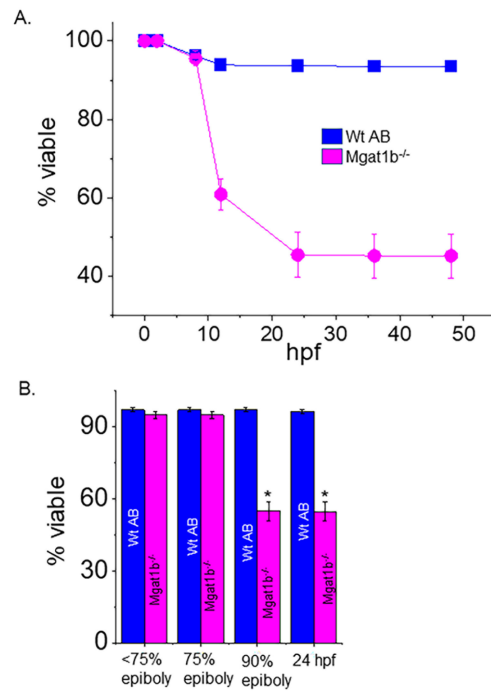 A.
100
80
60
40
% viable
Wt AB
Mgat1b-/-
0
10
20
30
40
50
hpf
B.
90
60
30
0
% viable
*
*
Wt AB
Mgat1b-/-
Wt AB
Mgat1b-/-
Wt AB
Mgat1b-/-
Wt AB
Mgat1b-/-
<75%
epiboly
75%
epiboly
90%
epiboly
24 hpf